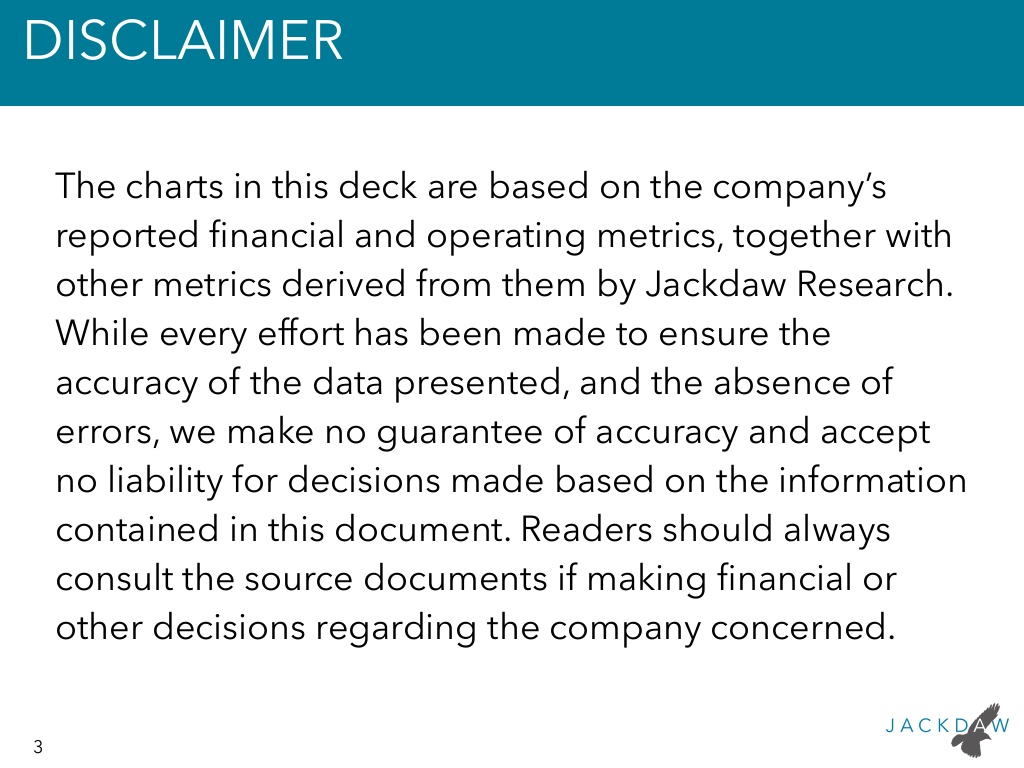 DISCLAIMER
The charts in this deck are based on the company’s
reported financial and operating metrics, together with
other metrics derived from them by Jackdaw Research.
While every effort has been made to ensure the
accuracy of the data presented, and the absence of
errors, we make no guarantee of accuracy and accept
no liability for decisions made based on the information
contained in this document. Readers should always
consult the source documents if making financial or
other decisions regarding the company concerned.
JACKDAW
3